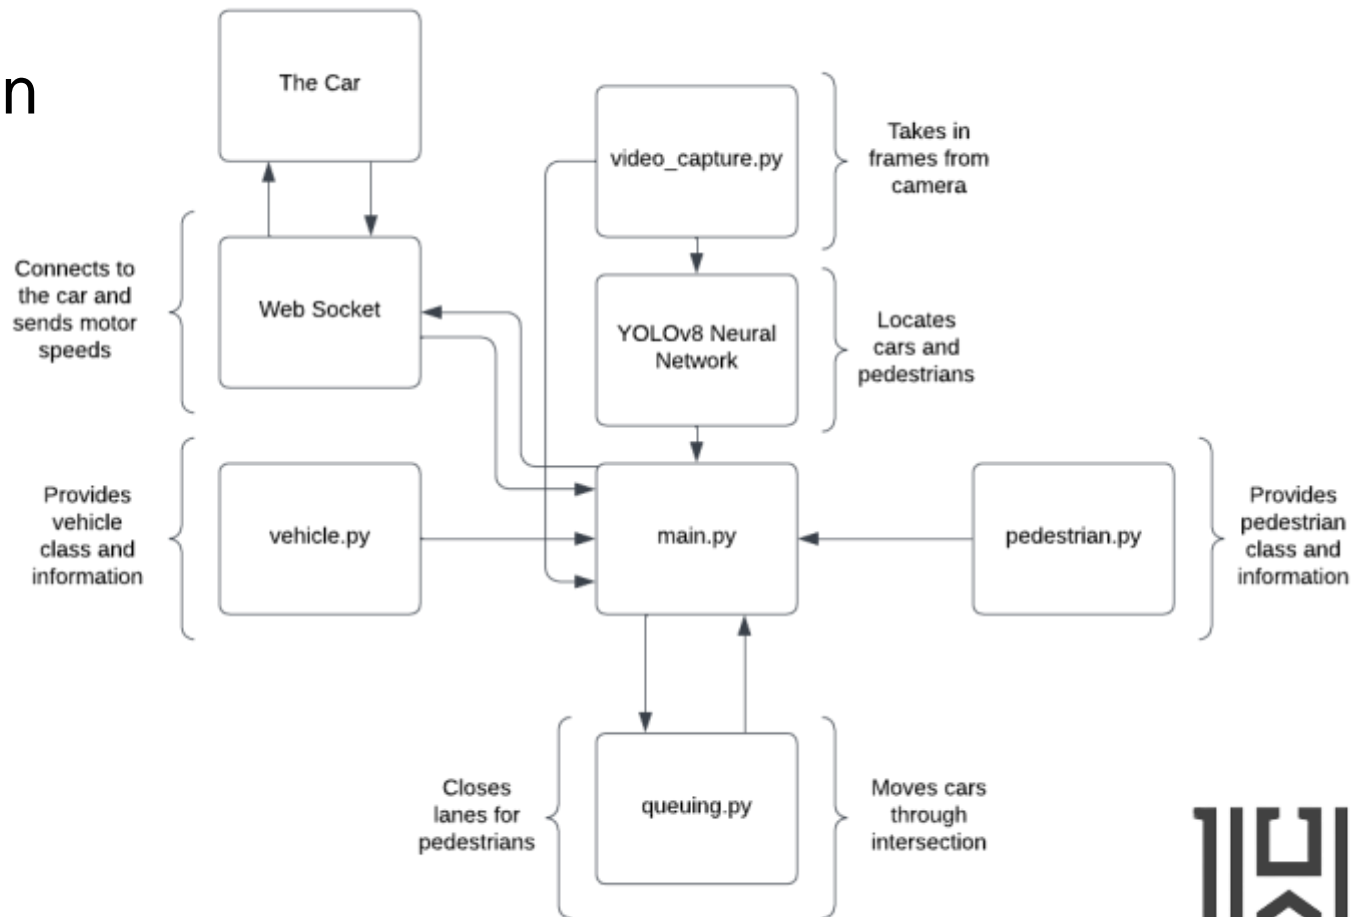 n
The Car
video_capture.py
Takes in
frames from
camera
Connects to
the car and
sends motor
speeds
Web Socket
YOLOv8 Neural
Network
Locates
cars and
pedestrians
Provides
vehicle
class and
information
vehicle.py
main.py
pedestrian.py
Provides
pedestrian
class and
information
Closes
lanes for
pedestrians
queuing.py
Moves cars
through
intersection